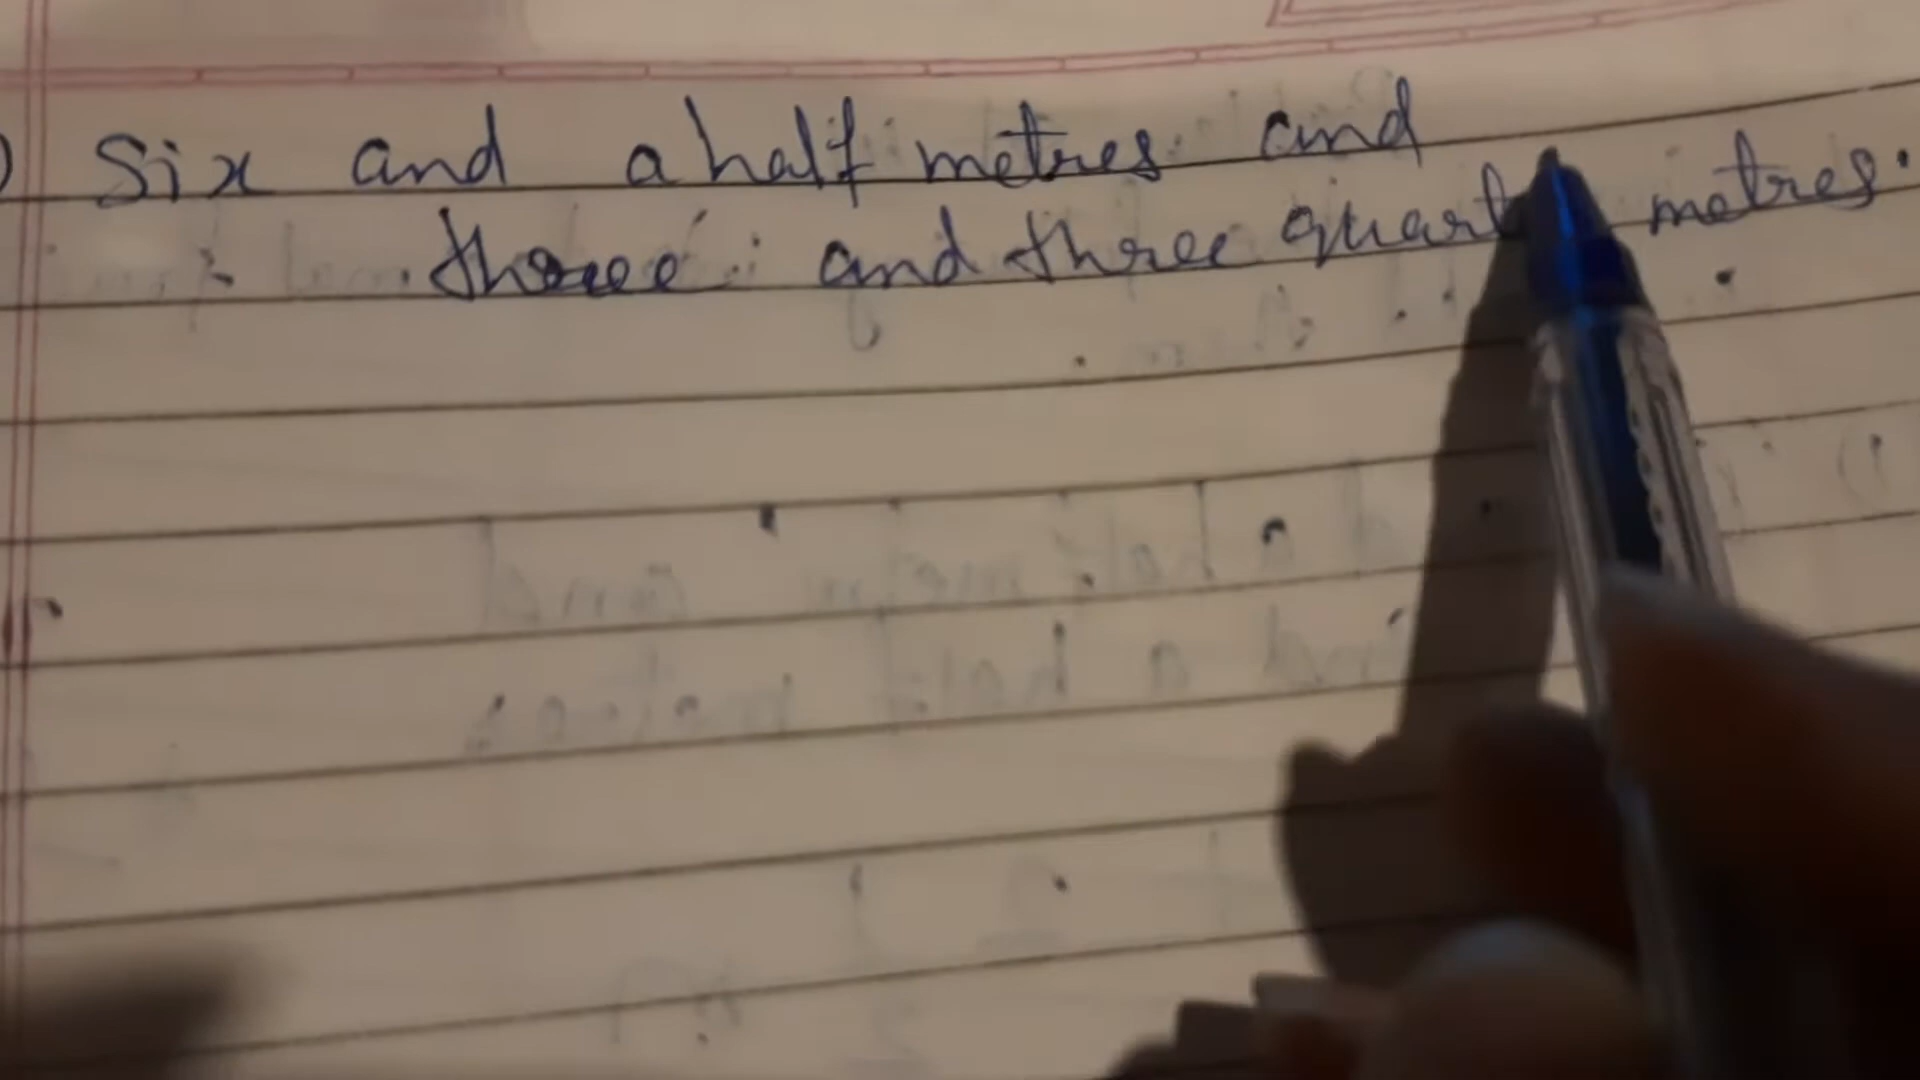 ) Six and a half metres and
three and three quart metres.